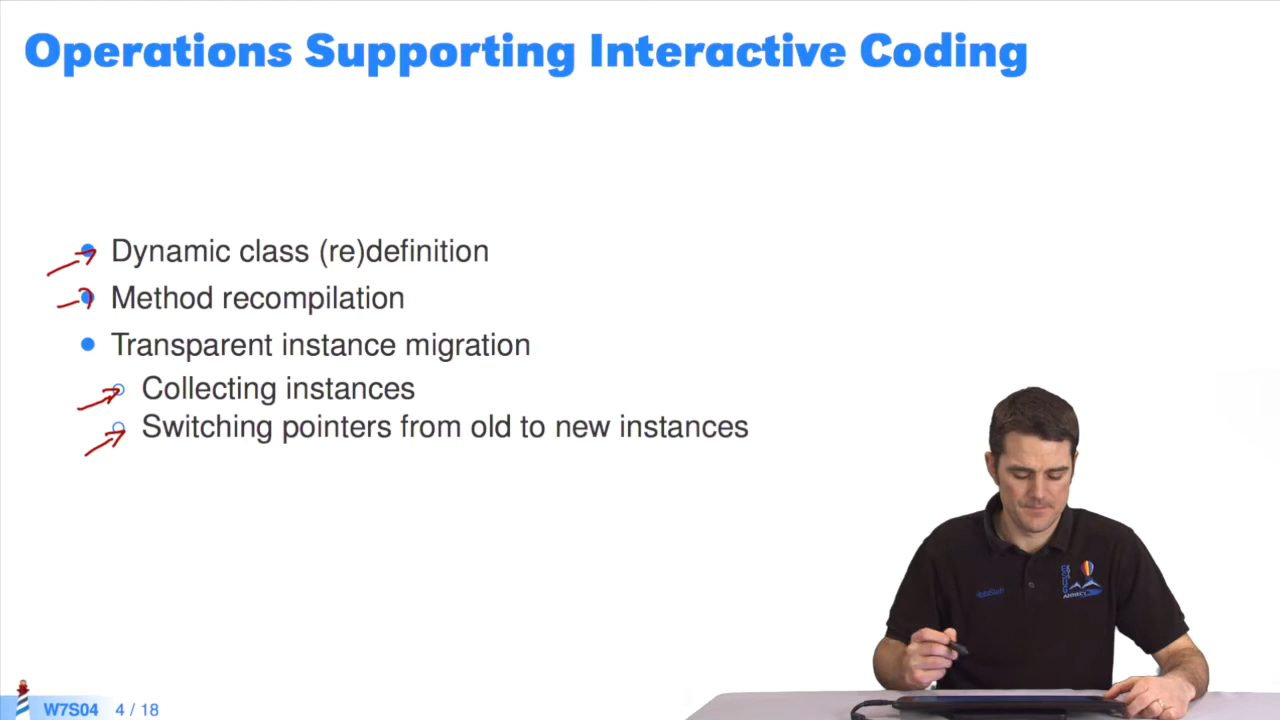 Operations Supporting Interactive Coding
Dynamic class (re)definition
Method recompilation
Transparent instance migration
Collecting instances
Switching pointers from old to new instances
W7S04 4 / 18